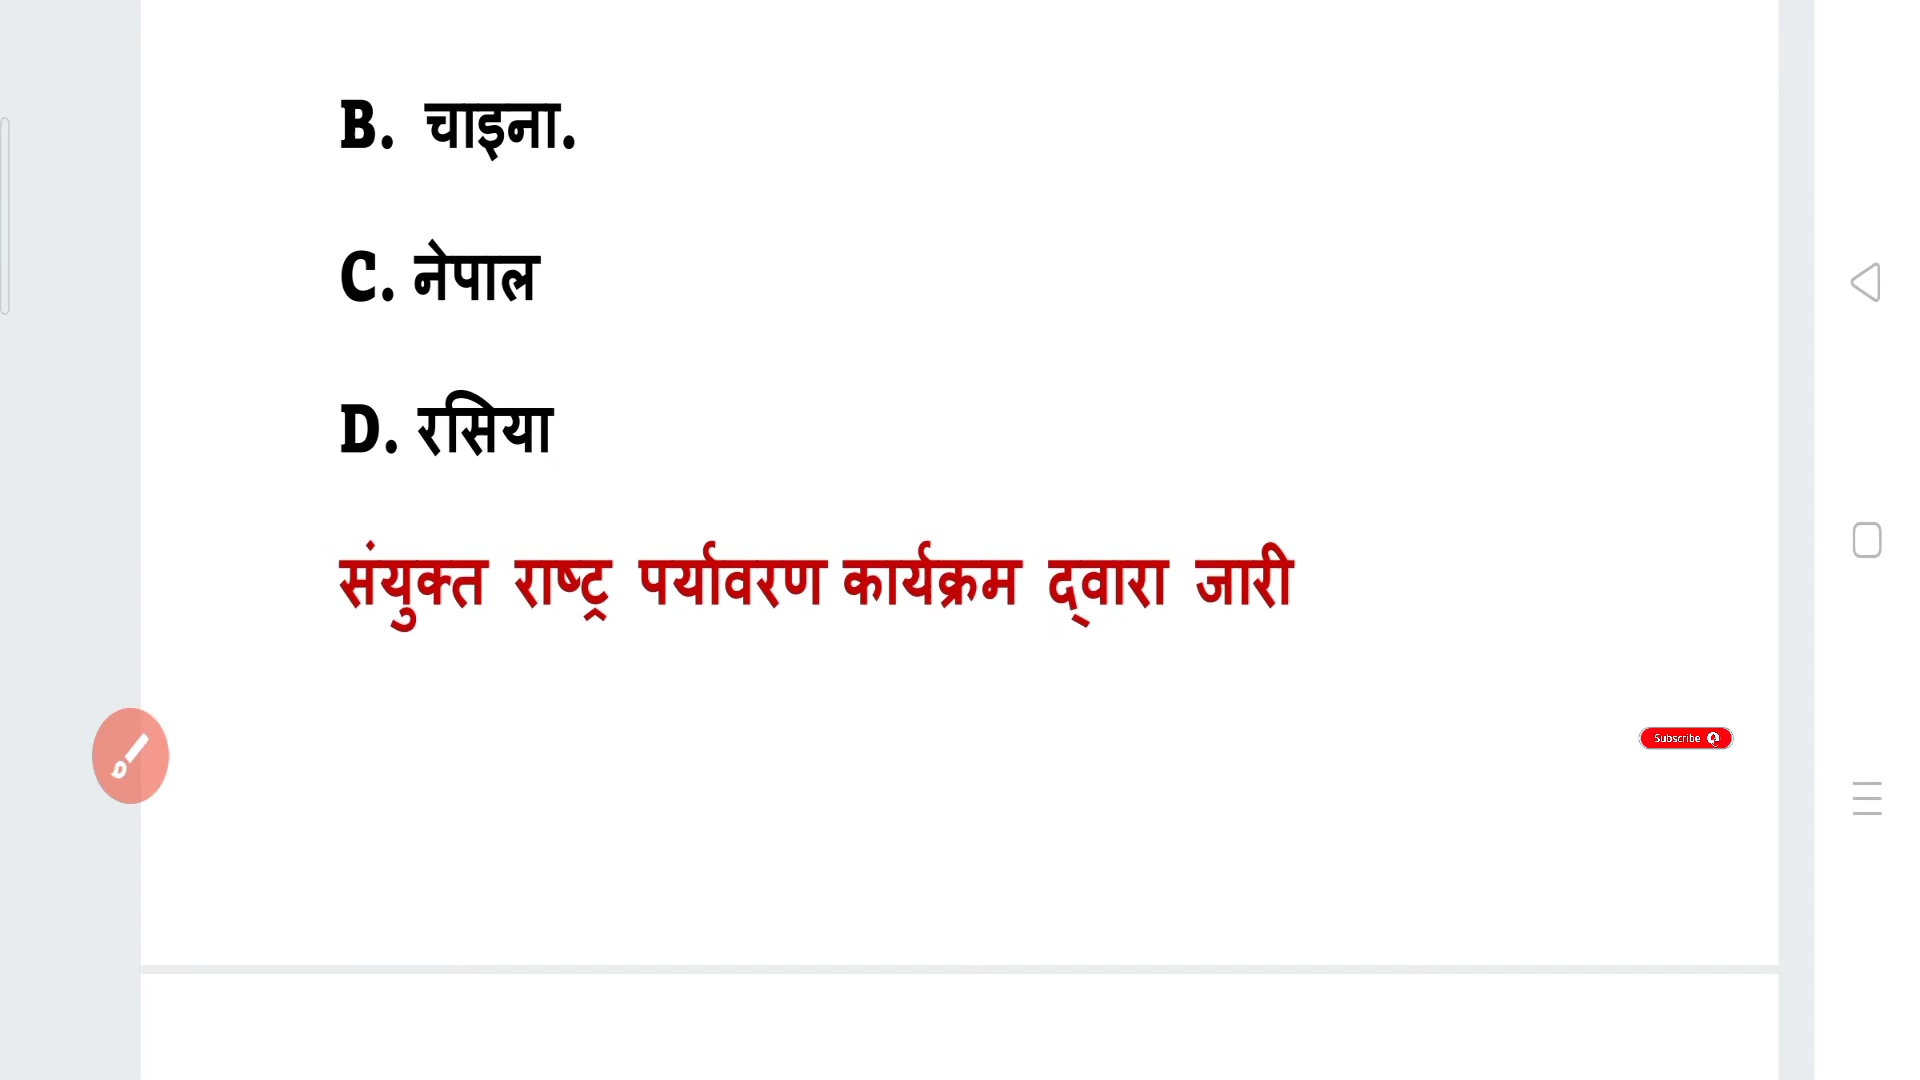 B. चाइना.
C. नेपाल
D. रसिया
संयुक्त राष्ट्र पर्यावरण कार्यक्रम द्वारा जारी
Subscribe